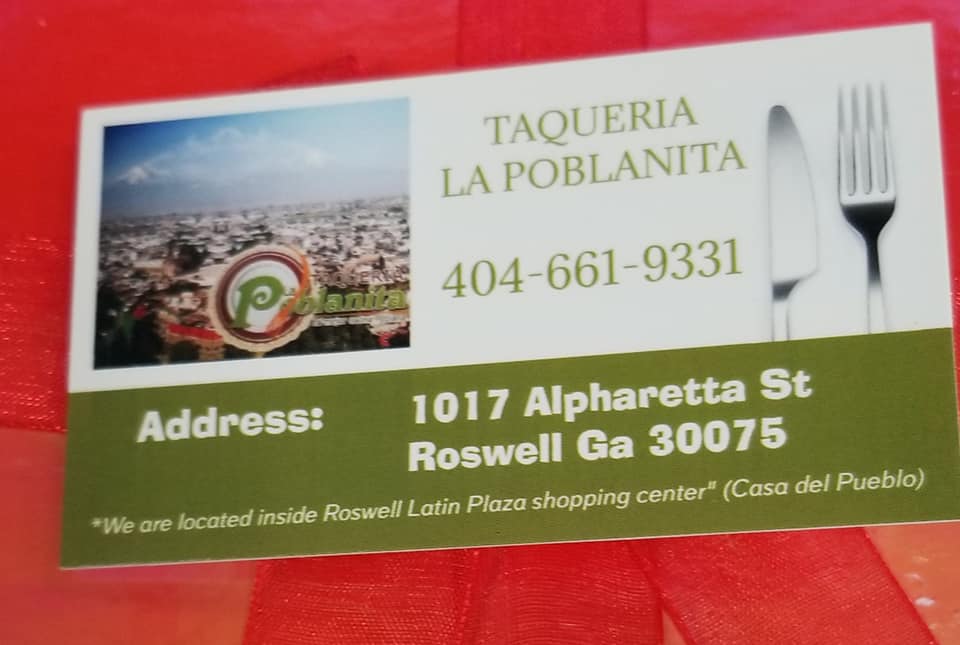 TAQUERIA
LA POBLANITA
404-661-9331
Poblanita
Address:
1017 Alpharetta St
Roswell Ga 30075
*We are located inside Roswell Latin Plaza shopping center" (Casa del Pueblo)